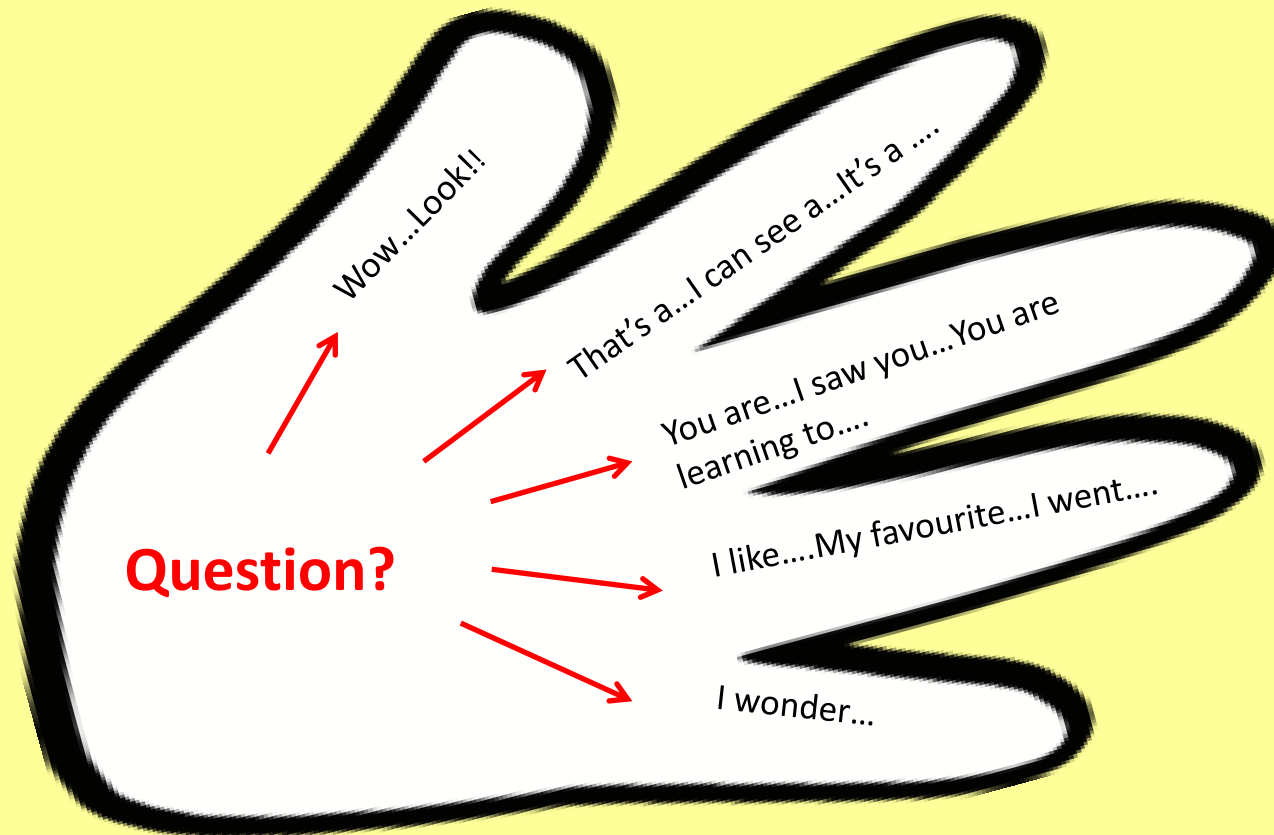 Wow...Look!!
That's a...I can see a...It's a ....
You are...I saw you...You are
learning to....
I like....My favourite...I went....
Question?
I wonder...